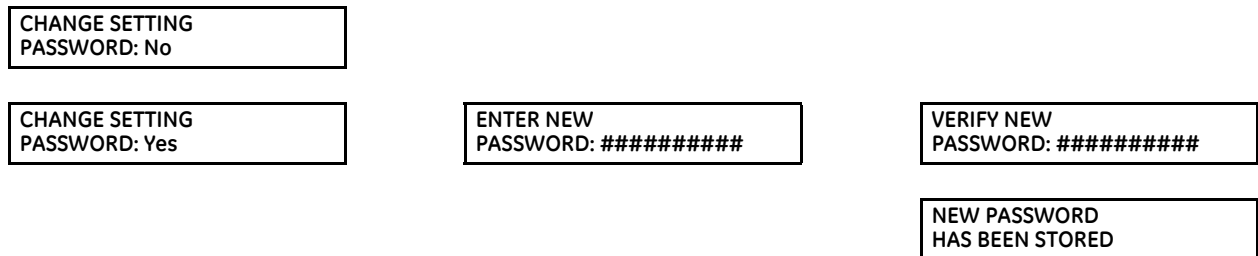 CHANGE SETTING
PASSWORD: No
CHANGE SETTING
PASSWORD: Yes
ENTER NEW
PASSWORD: ##########
VERIFY NEW
PASSWORD: ##########
NEW PASSWORD
HAS BEEN STORED